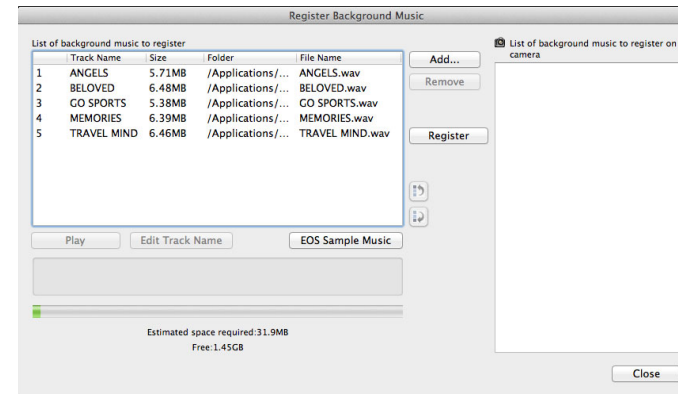 Register Background Music
List of background music to register
Track Name Size Folder File Name
1 ANGELS 5.71MB /Applications/... ANGELS.wav
2 BELOVED 6.48MB /Applications/... BELOVED.wav
3 GO SPORTS 5.38MB /Applications/... GO SPORTS.wav
4 MEMORIES 6.39MB /Applications/... MEMORIES.wav
5 TRAVEL MIND 6.46MB /Applications/... TRAVEL MIND.wav
Play Edit Track Name EOS Sample Music
Estimated space required:31.9MB
Free:1.45GB
Add...
Remove
Register
List of background music to register on
camera
Close